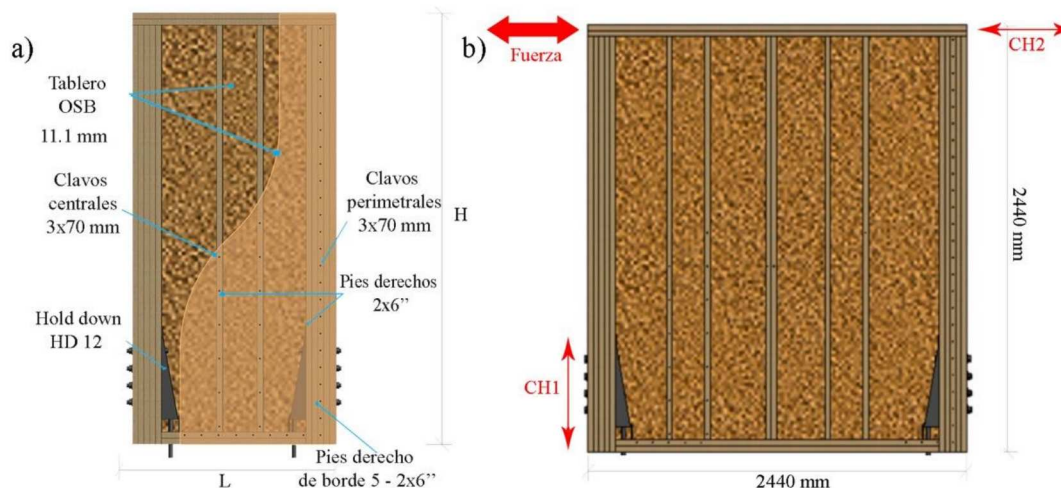 a)
Tablero
OSB
11.1 mm
Clavos
centrales
3x70 mm
Hold down
HD 12
Clavos
perimetrales
3x70 mm
Pies derechos
2x6’’
Pies derecho
de borde 5 - 2x6’’
L
H
b)
Fuerza
CH2
CH1
2440 mm
2440 mm